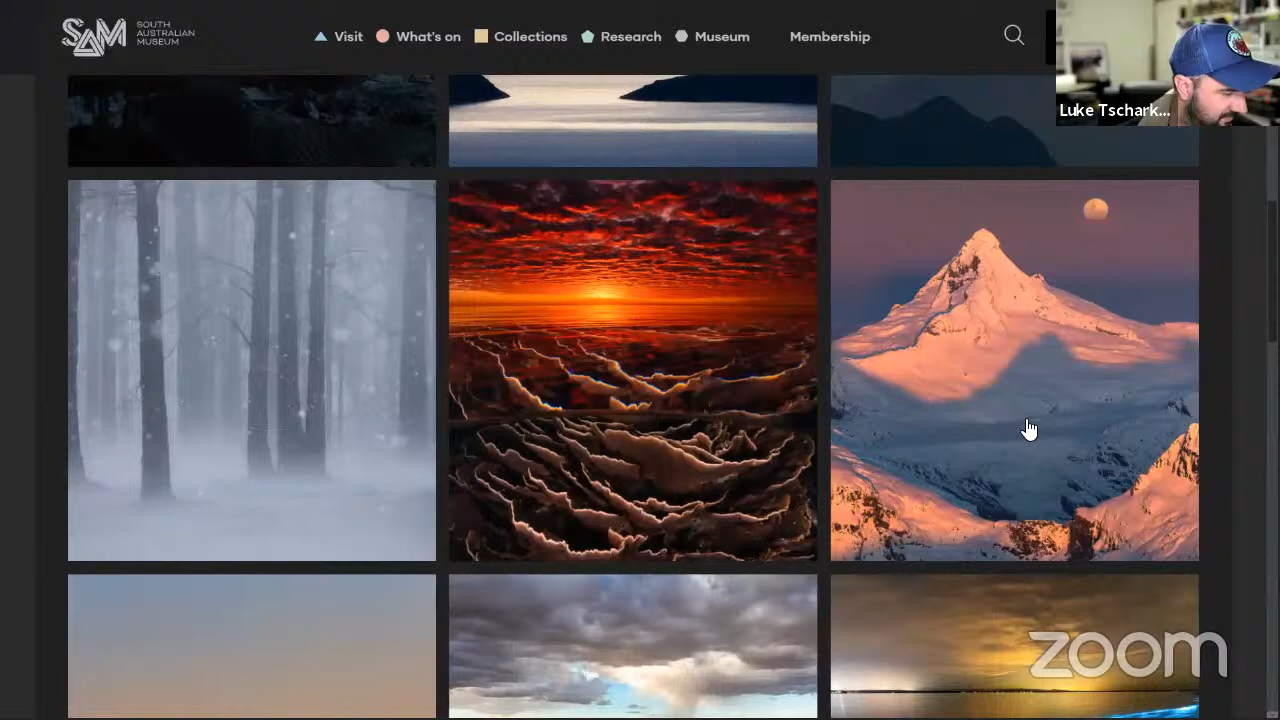 SAM
SOUTH
AUSTRALIAN
MUSEUM
Visit
What's on
Collections
Research
Museum
Membership
Luke Tschark...
zoom